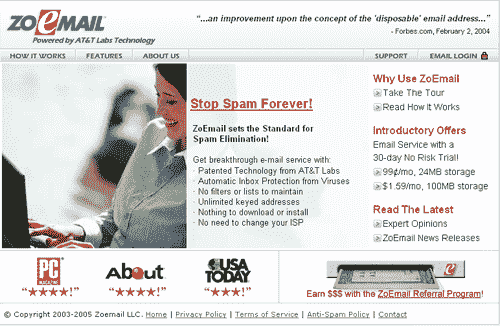 ZOEMAIL
Powered by AT&T Labs Technology
"...an improvement upon the concept of the 'disposable' email address..."
- Forbes.com, February 2, 2004
HOW IT WORKS | FEATURES | ABOUT US
SUPPORT | EMAIL LOGIN
Stop Spam Forever!
ZoEmail sets the Standard for
Spam Elimination!
Get breakthrough e-mail service with:
· Patented Technology from AT&T Labs
· Automatic Inbox Protection from Viruses
· No filters or lists to maintain
· Unlimited keyed addresses
· Nothing to download or install
· No need to change your ISP
Why Use ZoEmail
Take The Tour
Read How It Works
Introductory Offers
Email Service with a
30-day No Risk Trial!
99¢/mo, 24MB storage
$1.59/mo, 100MB storage
Read The Latest
Expert Opinions
ZoEmail News Releases
PC
"★★★★!"
About
"★★★★!"
USA
TODAY
"★★★!"
Earn $$$ with the ZoEmail Referral Program!
© Copyright 2003-2005 Zoemail LLC. Home | Privacy Policy | Terms of Service | Anti-Spam Policy | Contact